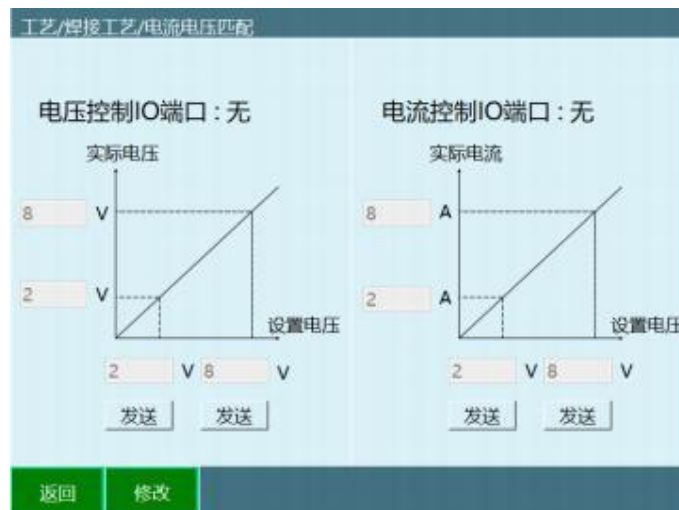 工艺/焊接工艺/电流电压匹配
电压控制IO端口：无
实际电压
8 V
2 V
设置电压
2 V 8 V
发送 发送
电流控制IO端口：无
实际电流
8 A
2 A
设置电压
2 V 8 V
发送 发送
返回 修改